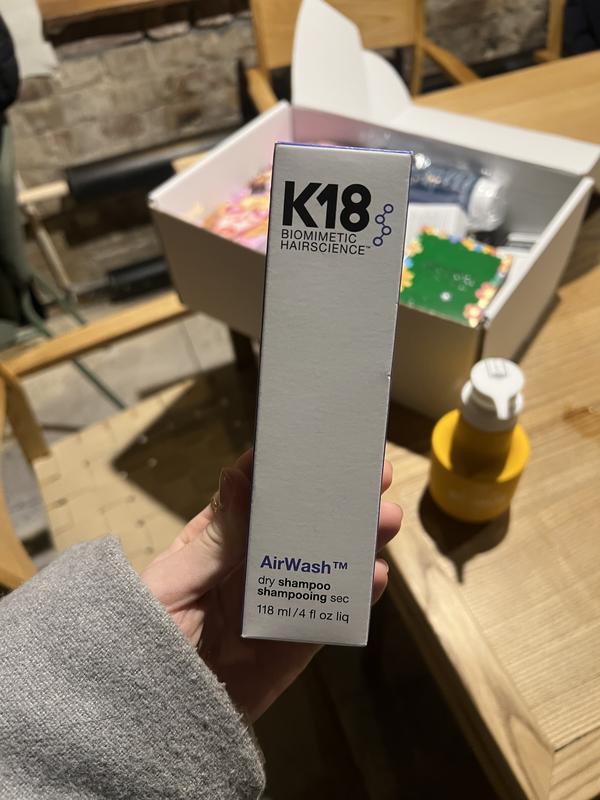 K18
BIOMIMETIC
HAIRSCIENCE™
AirWash™
dry shampoo
shampooing sec
118 ml/4 fl oz liq